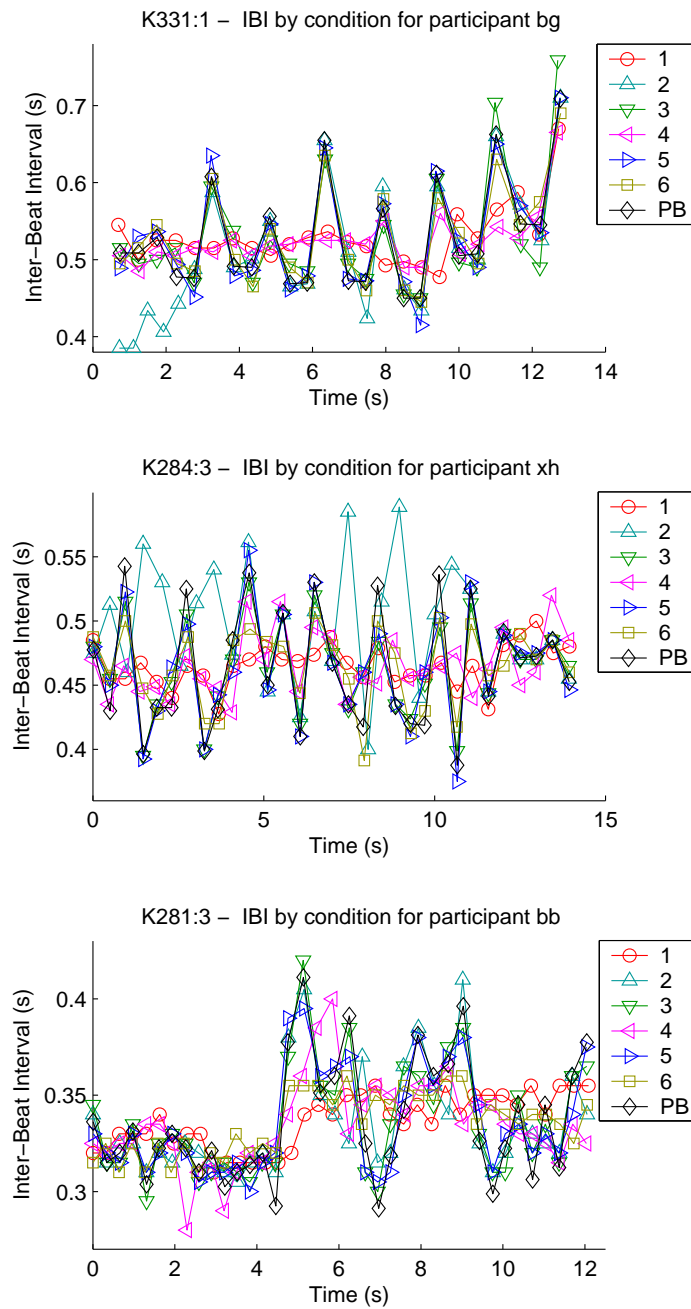 K331:1 – IBI by condition for participant bg
Inter−Beat Interval (s)
0.7
0.6
0.5
0.4
0 2 4 6 8 10 12 14
Time (s)
1
2
3
4
5
6
PB
K284:3 – IBI by condition for participant xh
Inter−Beat Interval (s)
0.55
0.5
0.45
0.4
0 5 10 15
Time (s)
1
2
3
4
5
6
PB
K281:3 – IBI by condition for participant bb
Inter−Beat Interval (s)
0.4
0.35
0.3
0 2 4 6 8 10 12
Time (s)
1
2
3
4
5
6
PB